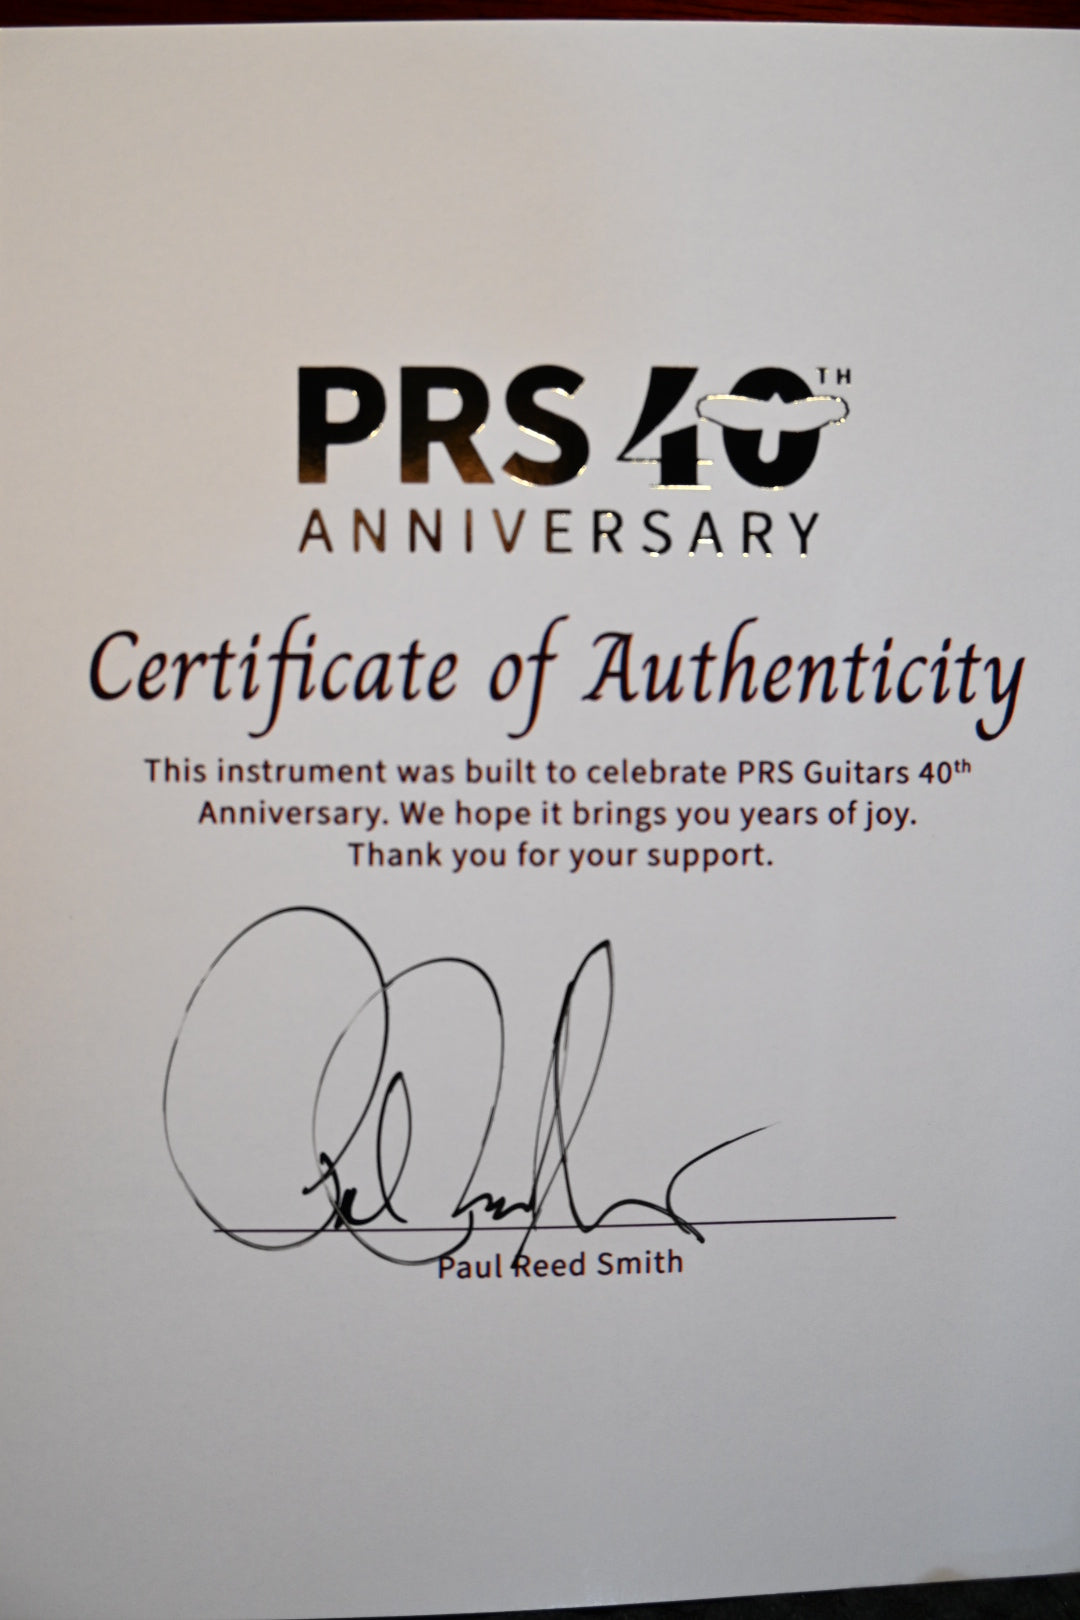 PRS 40TH
ANNIVERSARY
Certificate of Authenticity
This instrument was built to celebrate PRS Guitars 40th
Anniversary. We hope it brings you years of joy.
Thank you for your support.
Paul Reed Smith